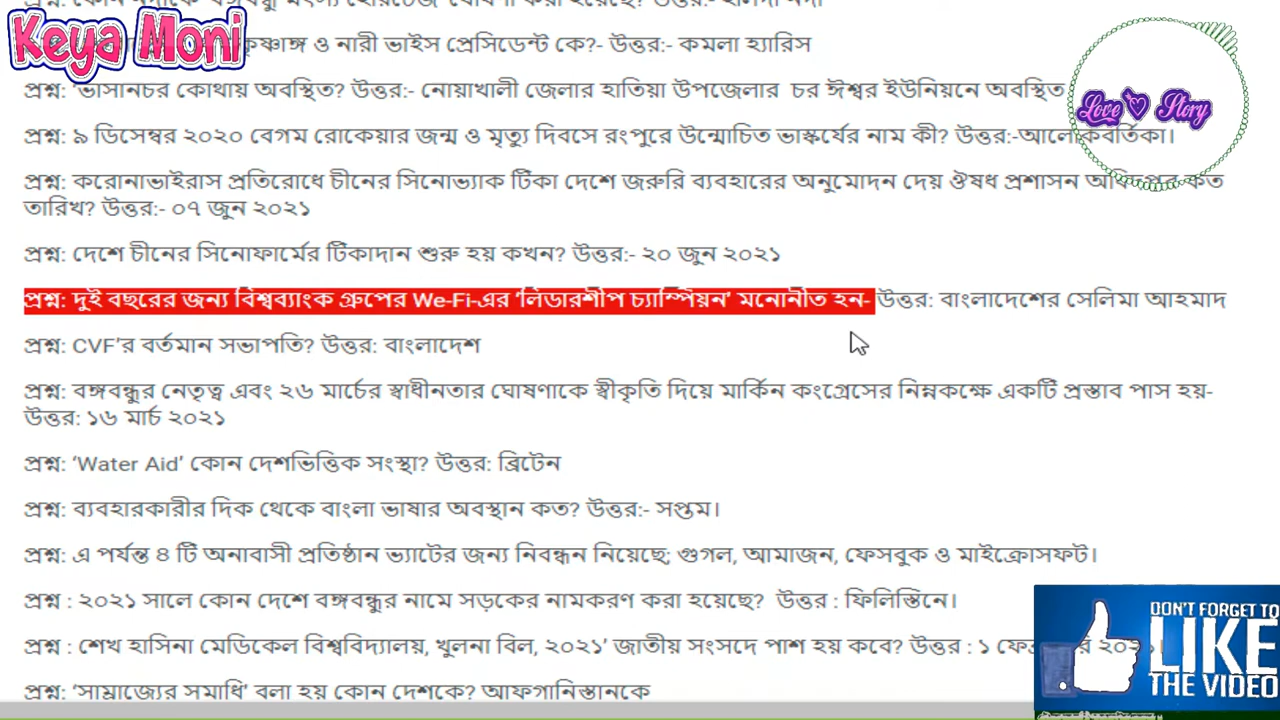 Keya Moni
কৃষ্ণাঙ্গ ও নারী ভাইস প্রেসিডেন্ট কে?- উত্তর:- কমলা হ্যারিস
প্রশ্ন: 'ভাসানচর কোথায় অবস্থিত? উত্তর:- নোয়াখালী জেলার হাতিয়া উপজেলার চর ঈশ্বর ইউনিয়নে অবস্থিত
Love Story
প্রশ্ন: ৯ ডিসেম্বর ২০২০ বেগম রোকেয়ার জন্ম ও মৃত্যু দিবসে রংপুরে উন্মোচিত ভাস্কর্যের নাম কী? উত্তর:-আলোকবর্তিকা।
প্রশ্ন: করোনাভাইরাস প্রতিরোধে চীনের সিনোভ্যাক টিকা দেশে জরুরি ব্যবহারের অনুমোদন দেয় ঔষধ প্রশাসন অধিদপ্তর কত
তারিখ? উত্তর:- ০৭ জুন ২০২১
প্রশ্ন: দেশে চীনের সিনোফার্মের টিকাদান শুরু হয় কখন? উত্তর:- ২০ জুন ২০২১
প্রশ্ন: দুই বছরের জন্য বিশ্বব্যাংক গ্রুপের We-Fi-এর 'লিডারশীপ চ্যাম্পিয়ন' মনোনীত হন- উত্তর: বাংলাদেশের সেলিমা আহমাদ
প্রশ্ন: CVF'র বর্তমান সভাপতি? উত্তর: বাংলাদেশ
প্রশ্ন: বঙ্গবন্ধুর নেতৃত্ব এবং ২৬ মার্চের স্বাধীনতার ঘোষণাকে স্বীকৃতি দিয়ে মার্কিন কংগ্রেসের নিম্নকক্ষে একটি প্রস্তাব পাস হয়-
উত্তর: ১৬ মার্চ ২০২১
প্রশ্ন: 'Water Aid' কোন দেশভিত্তিক সংস্থা? উত্তর: ব্রিটেন
প্রশ্ন: ব্যবহারকারীর দিক থেকে বাংলা ভাষার অবস্থান কত? উত্তর:- সপ্তম।
প্রশ্ন: এ পর্যন্ত ৪ টি অনাবাসী প্রতিষ্ঠান ভ্যাটের জন্য নিবন্ধন নিয়েছে; গুগল, আমাজন, ফেসবুক ও মাইক্রোসফট।
প্রশ্ন : ২০২১ সালে কোন দেশে বঙ্গবন্ধুর নামে সড়কের নামকরণ করা হয়েছে? উত্তর : ফিলিস্তিনে।
প্রশ্ন : শেখ হাসিনা মেডিকেল বিশ্ববিদ্যালয়, খুলনা বিল, ২০২১' জাতীয় সংসদে পাশ হয় কবে? উত্তর : ১
প্রশ্ন: 'সাম্রাজ্যের সমাধি' বলা হয় কোন দেশকে? আফগানিস্তানকে
DON'T FORGET TO
LIKE
THE VIDEO